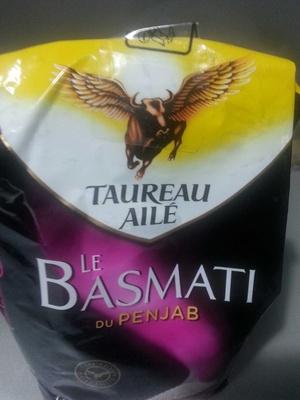 TAUREAU
AILÉ
LE
BASMATI
DU PENJAB